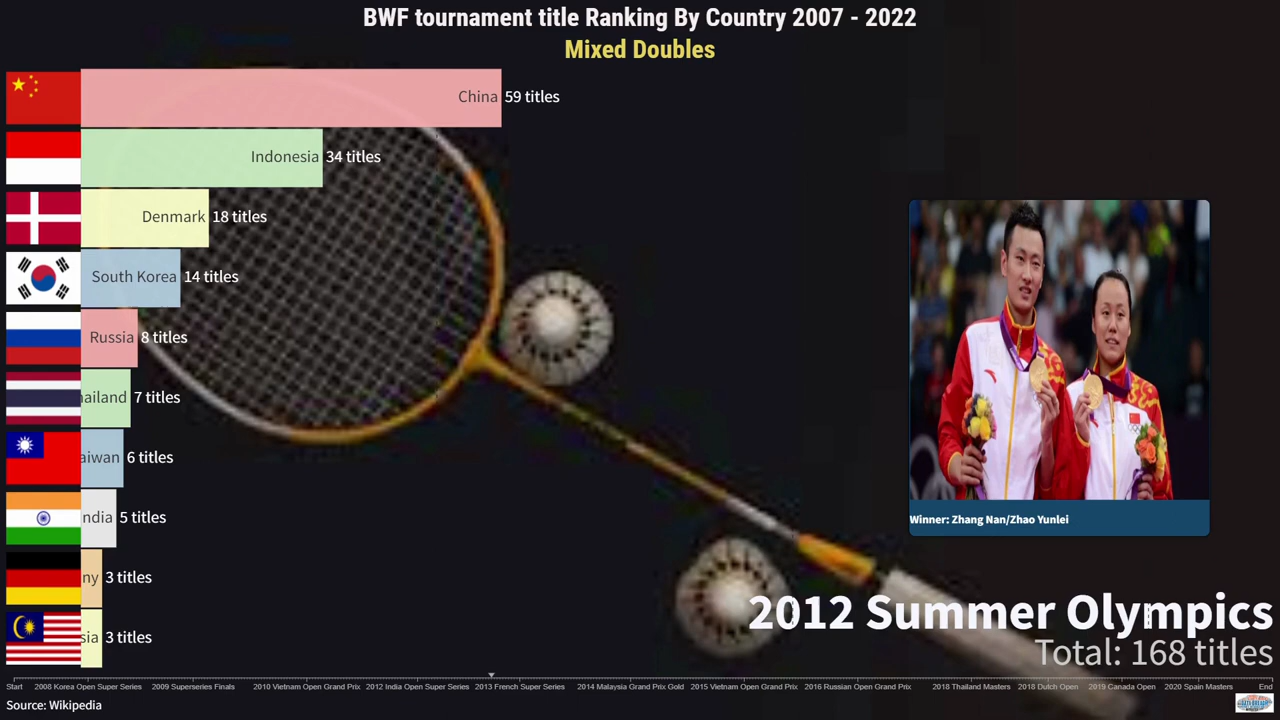 BWF tournament title Ranking By Country 2007 - 2022
Mixed Doubles
China 59 titles
Indonesia 34 titles
Denmark 18 titles
South Korea 14 titles
Russia 8 titles
ailand 7 titles
aiwan 6 titles
ndia 5 titles
ny 3 titles
sia 3 titles
Winner: Zhang Nan/Zhao Yunlei
2012 Summer Olympics
Total: 168 titles
Start 2008 Korea Open Super Series 2009 Superseries Finals 2010 Vietnam Open Grand Prix 2012 India Open Super Series 2013 French Super Series 2014 Malaysia Grand Prix Gold 2015 Vietnam Open Grand Prix 2016 Russian Open Grand Prix 2018 Thailand Masters 2018 Dutch Open 2019 Canada Open 2020 Spain Masters End
Source: Wikipedia